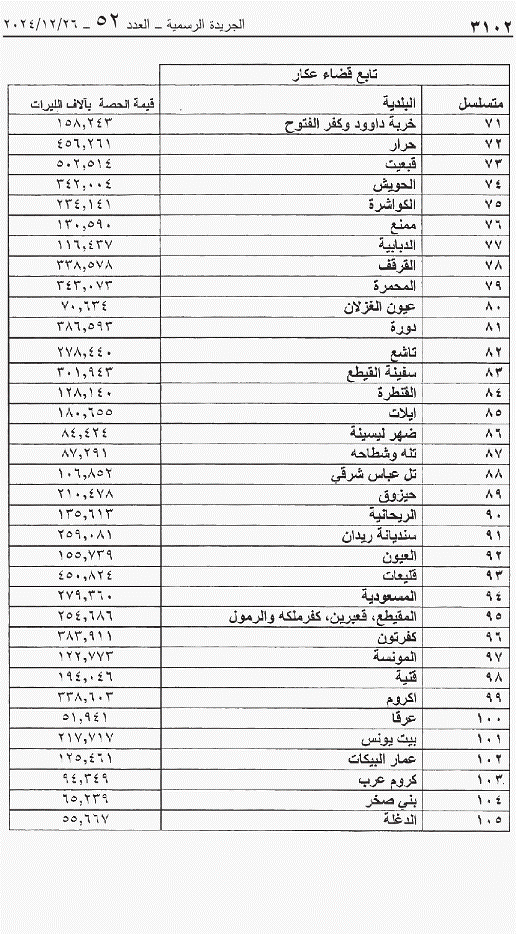 ٣١٠٢ الجريدة الرسمية ـ العدد ٥٢ ـ ٢٠٢٤/١٢/٢٦
تابع قضاء عكار
متسلسل البلدية قيمة الحصة بآلاف الليرات
٧١ خربة داوود وكفر الفتوح ١٥٨,٢٤٣
٧٢ حرار ٤٥٦,٢٦١
٧٣ قبعيت ٥٠٢,٥١٤
٧٤ الحويش ٣٤٢,٠٠٤
٧٥ الكواشرة ٢٣٤,١٤١
٧٦ ممنع ١٣٠,٥٩٠
٧٧ الدبابية ١١٦,٤٣٧
٧٨ القرقف ٣٣٨,٥٧٨
٧٩ المحمرة ٣٤٣,٠٧٣
٨٠ عيون الغزلان ٧٠,٦٣٤
٨١ دورة ٣٨٦,٥٩٣
٨٢ تاشع ٢٧٨,٤٤٠
٨٣ سفينة القيطع ٣٠١,٩٤٣
٨٤ القنطرة ١٢٨,١٤٠
٨٥ ايلات ١٨٠,٦٥٥
٨٦ ضهر ليسينة ٨٤,٤٢٤
٨٧ تله وشطاحه ٨٧,٢٩١
٨٨ تل عباس شرقي ١٠٦,٨٥٢
٨٩ حيزوق ٢١٠,٤٧٨
٩٠ الريحانية ١٣٥,٦١٣
٩١ سنديانة ريدان ٢٥٩,٠٨١
٩٢ العيون ١٥٥,٧٣٩
٩٣ قليعات ٤٥٠,٨٢٤
٩٤ المسعودية ٢٧٩,٣٦٠
٩٥ المقيطع، قعبرين، كفرملكه والرمول ٢٥٤,٦٨٦
٩٦ كفرتون ٣٨٣,٩١١
٩٧ المونسة ١٢٢,٧٧٣
٩٨ قنية ١٩٤,٠٤٦
٩٩ اكروم ٣٣٨,٦٠٣
١٠٠ عرقا ٥١,٩٤١
١٠١ بيت يونس ٢١٧,٧١٧
١٠٢ عمار البيكات ١٢٥,٤٦١
١٠٣ كروم عرب ٩٤,٣٤٩
١٠٤ بني صخر ٦٥,٢٣٩
١٠٥ الدغلة ٥٥,٦٦٧